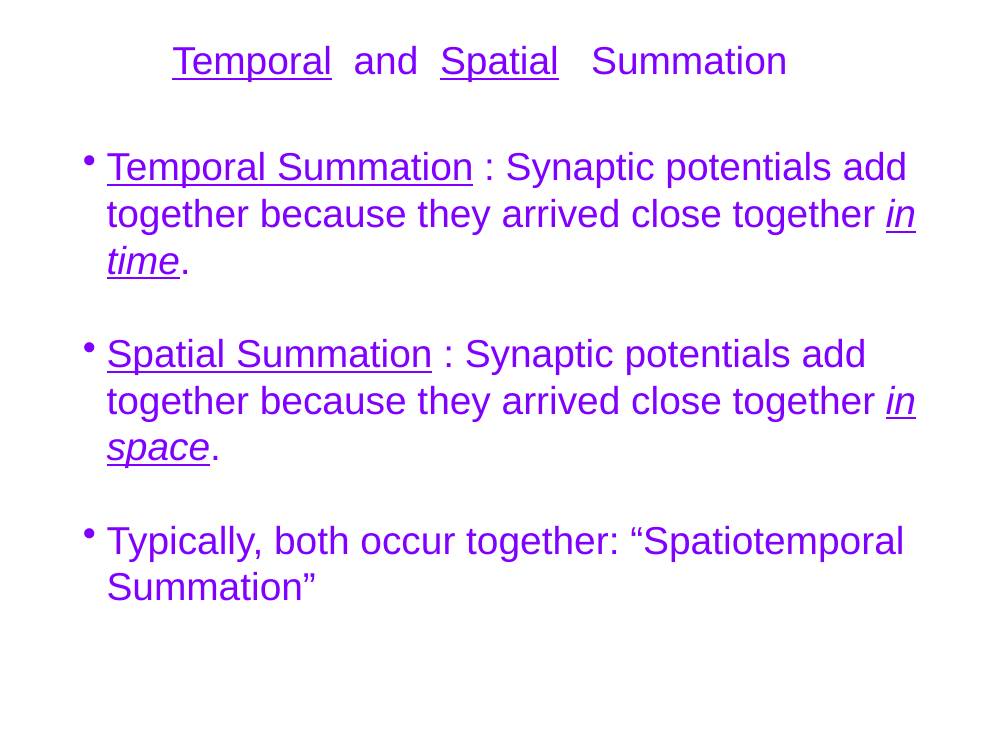 Temporal and Spatial Summation
• Temporal Summation : Synaptic potentials add
together because they arrived close together in
time.
• Spatial Summation : Synaptic potentials add
together because they arrived close together in
space.
• Typically, both occur together: “Spatiotemporal
Summation”